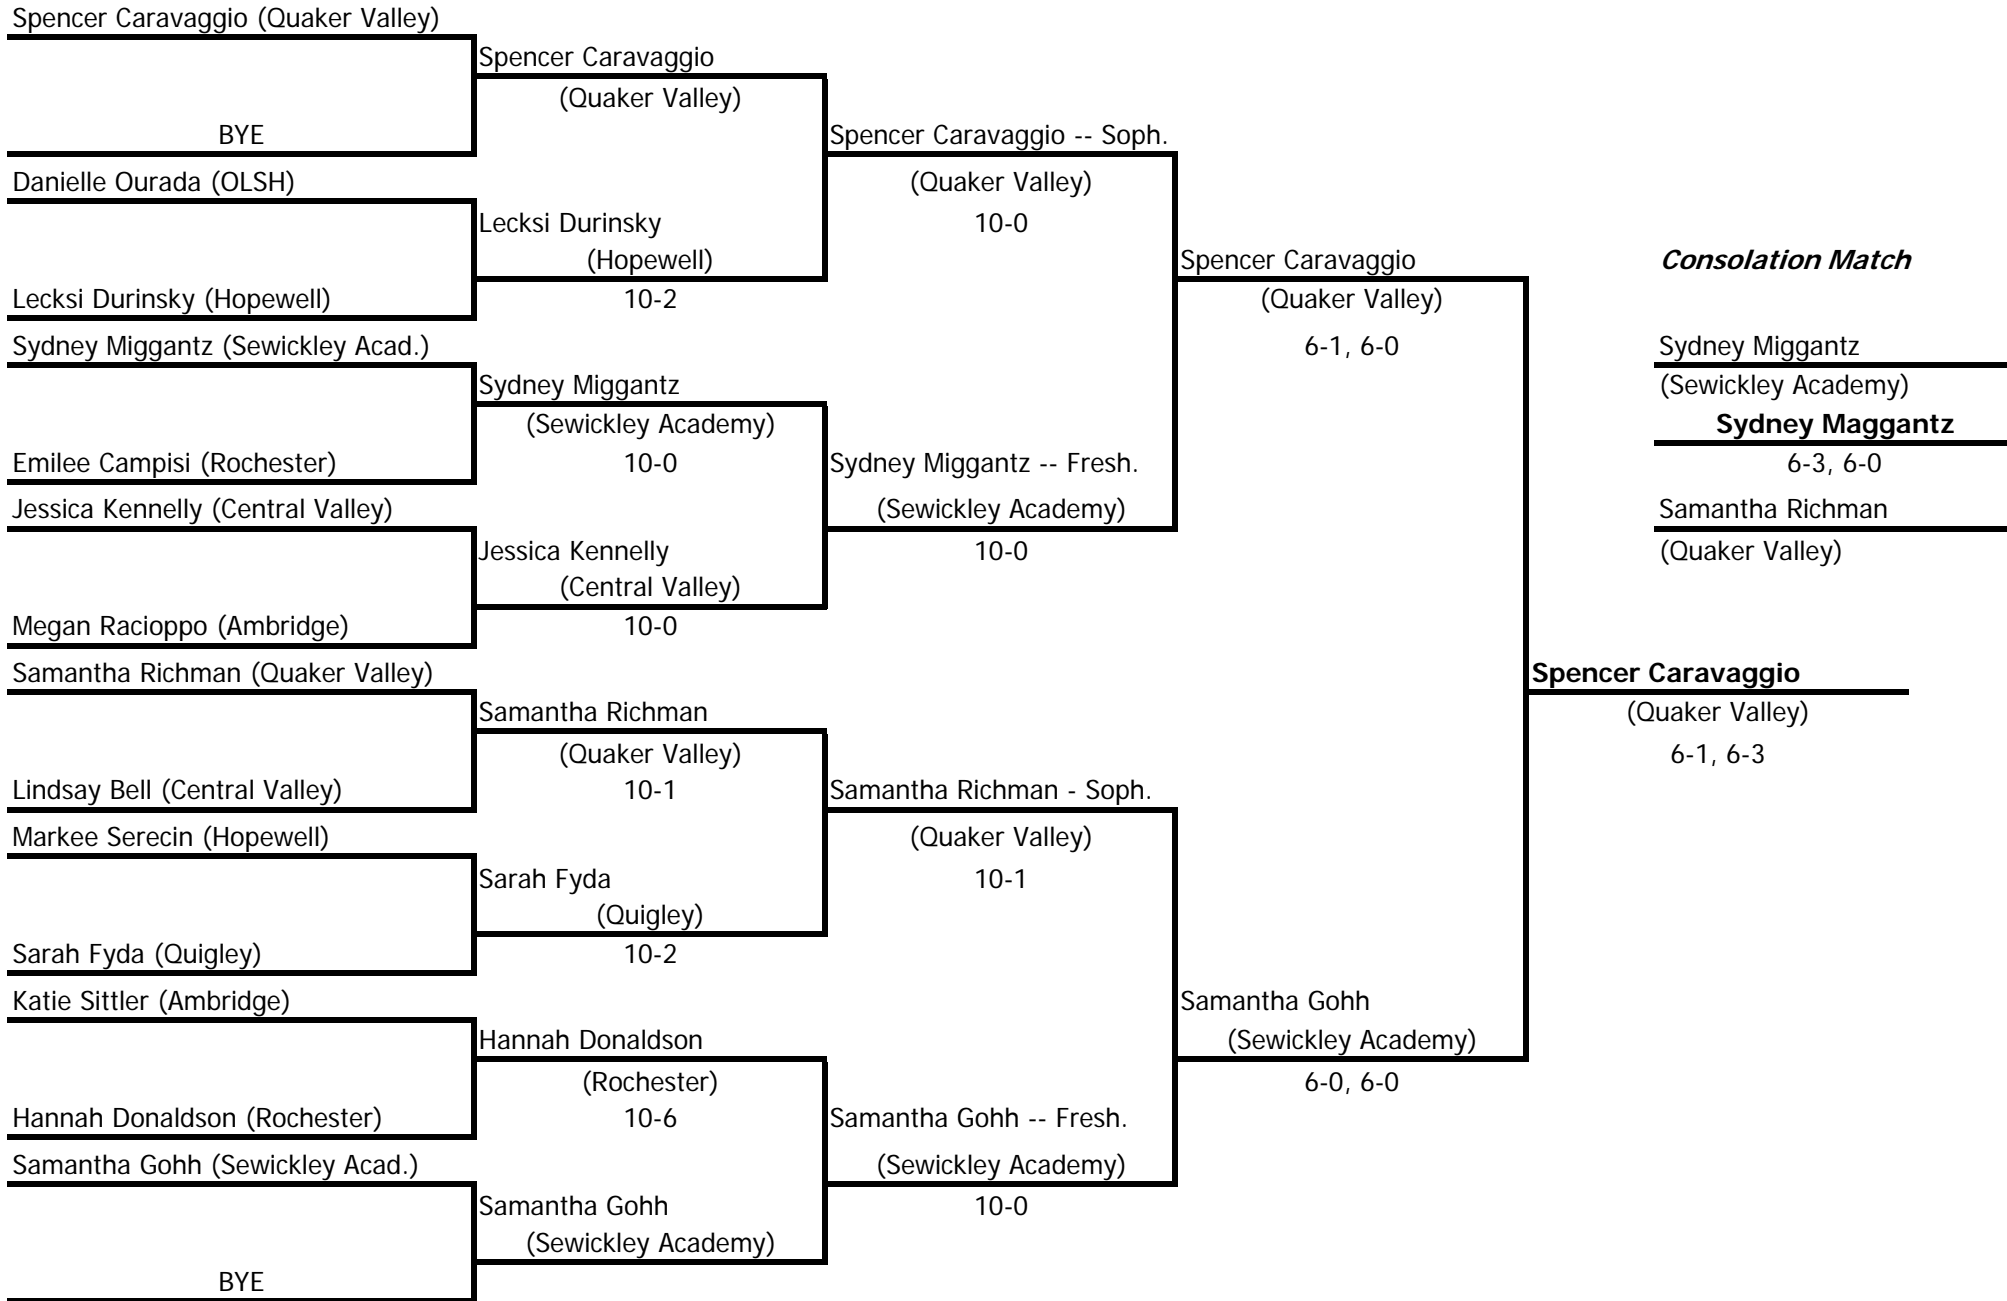 Spencer Caravaggio (Quaker Valley)
BYE
Danielle Ourada (OLSH)
Lecksi Durinsky (Hopewell)
Sydney Miggantz (Sewickley Acad.)
Emilee Campisi (Rochester)
Jessica Kennelly (Central Valley)
Megan Racioppo (Ambridge)
Samantha Richman (Quaker Valley)
Lindsay Bell (Central Valley)
Markee Serecin (Hopewell)
Sarah Fyda (Quigley)
Katie Sittler (Ambridge)
Hannah Donaldson (Rochester)
Samantha Gohh (Sewickley Acad.)
BYE
Spencer Caravaggio
(Quaker Valley)
Lecksi Durinsky
(Hopewell)
10-2
Sydney Miggantz
(Sewickley Academy)
10-0
Jessica Kennelly
(Central Valley)
10-0
Samantha Richman
(Quaker Valley)
10-1
Sarah Fyda
(Quigley)
10-2
Hannah Donaldson
(Rochester)
10-6
Samantha Gohh
(Sewickley Academy)
Spencer Caravaggio -- Soph.
(Quaker Valley)
10-0
Sydney Miggantz -- Fresh.
(Sewickley Academy)
10-0
Samantha Richman - Soph.
(Quaker Valley)
10-1
Samantha Gohh -- Fresh.
(Sewickley Academy)
10-0
Spencer Caravaggio
(Quaker Valley)
6-1, 6-0
Samantha Gohh
(Sewickley Academy)
6-0, 6-0
Spencer Caravaggio
(Quaker Valley)
6-1, 6-3
Consolation Match
Sydney Miggantz
(Sewickley Academy)
Sydney Maggantz
6-3, 6-0
Samantha Richman
(Quaker Valley)